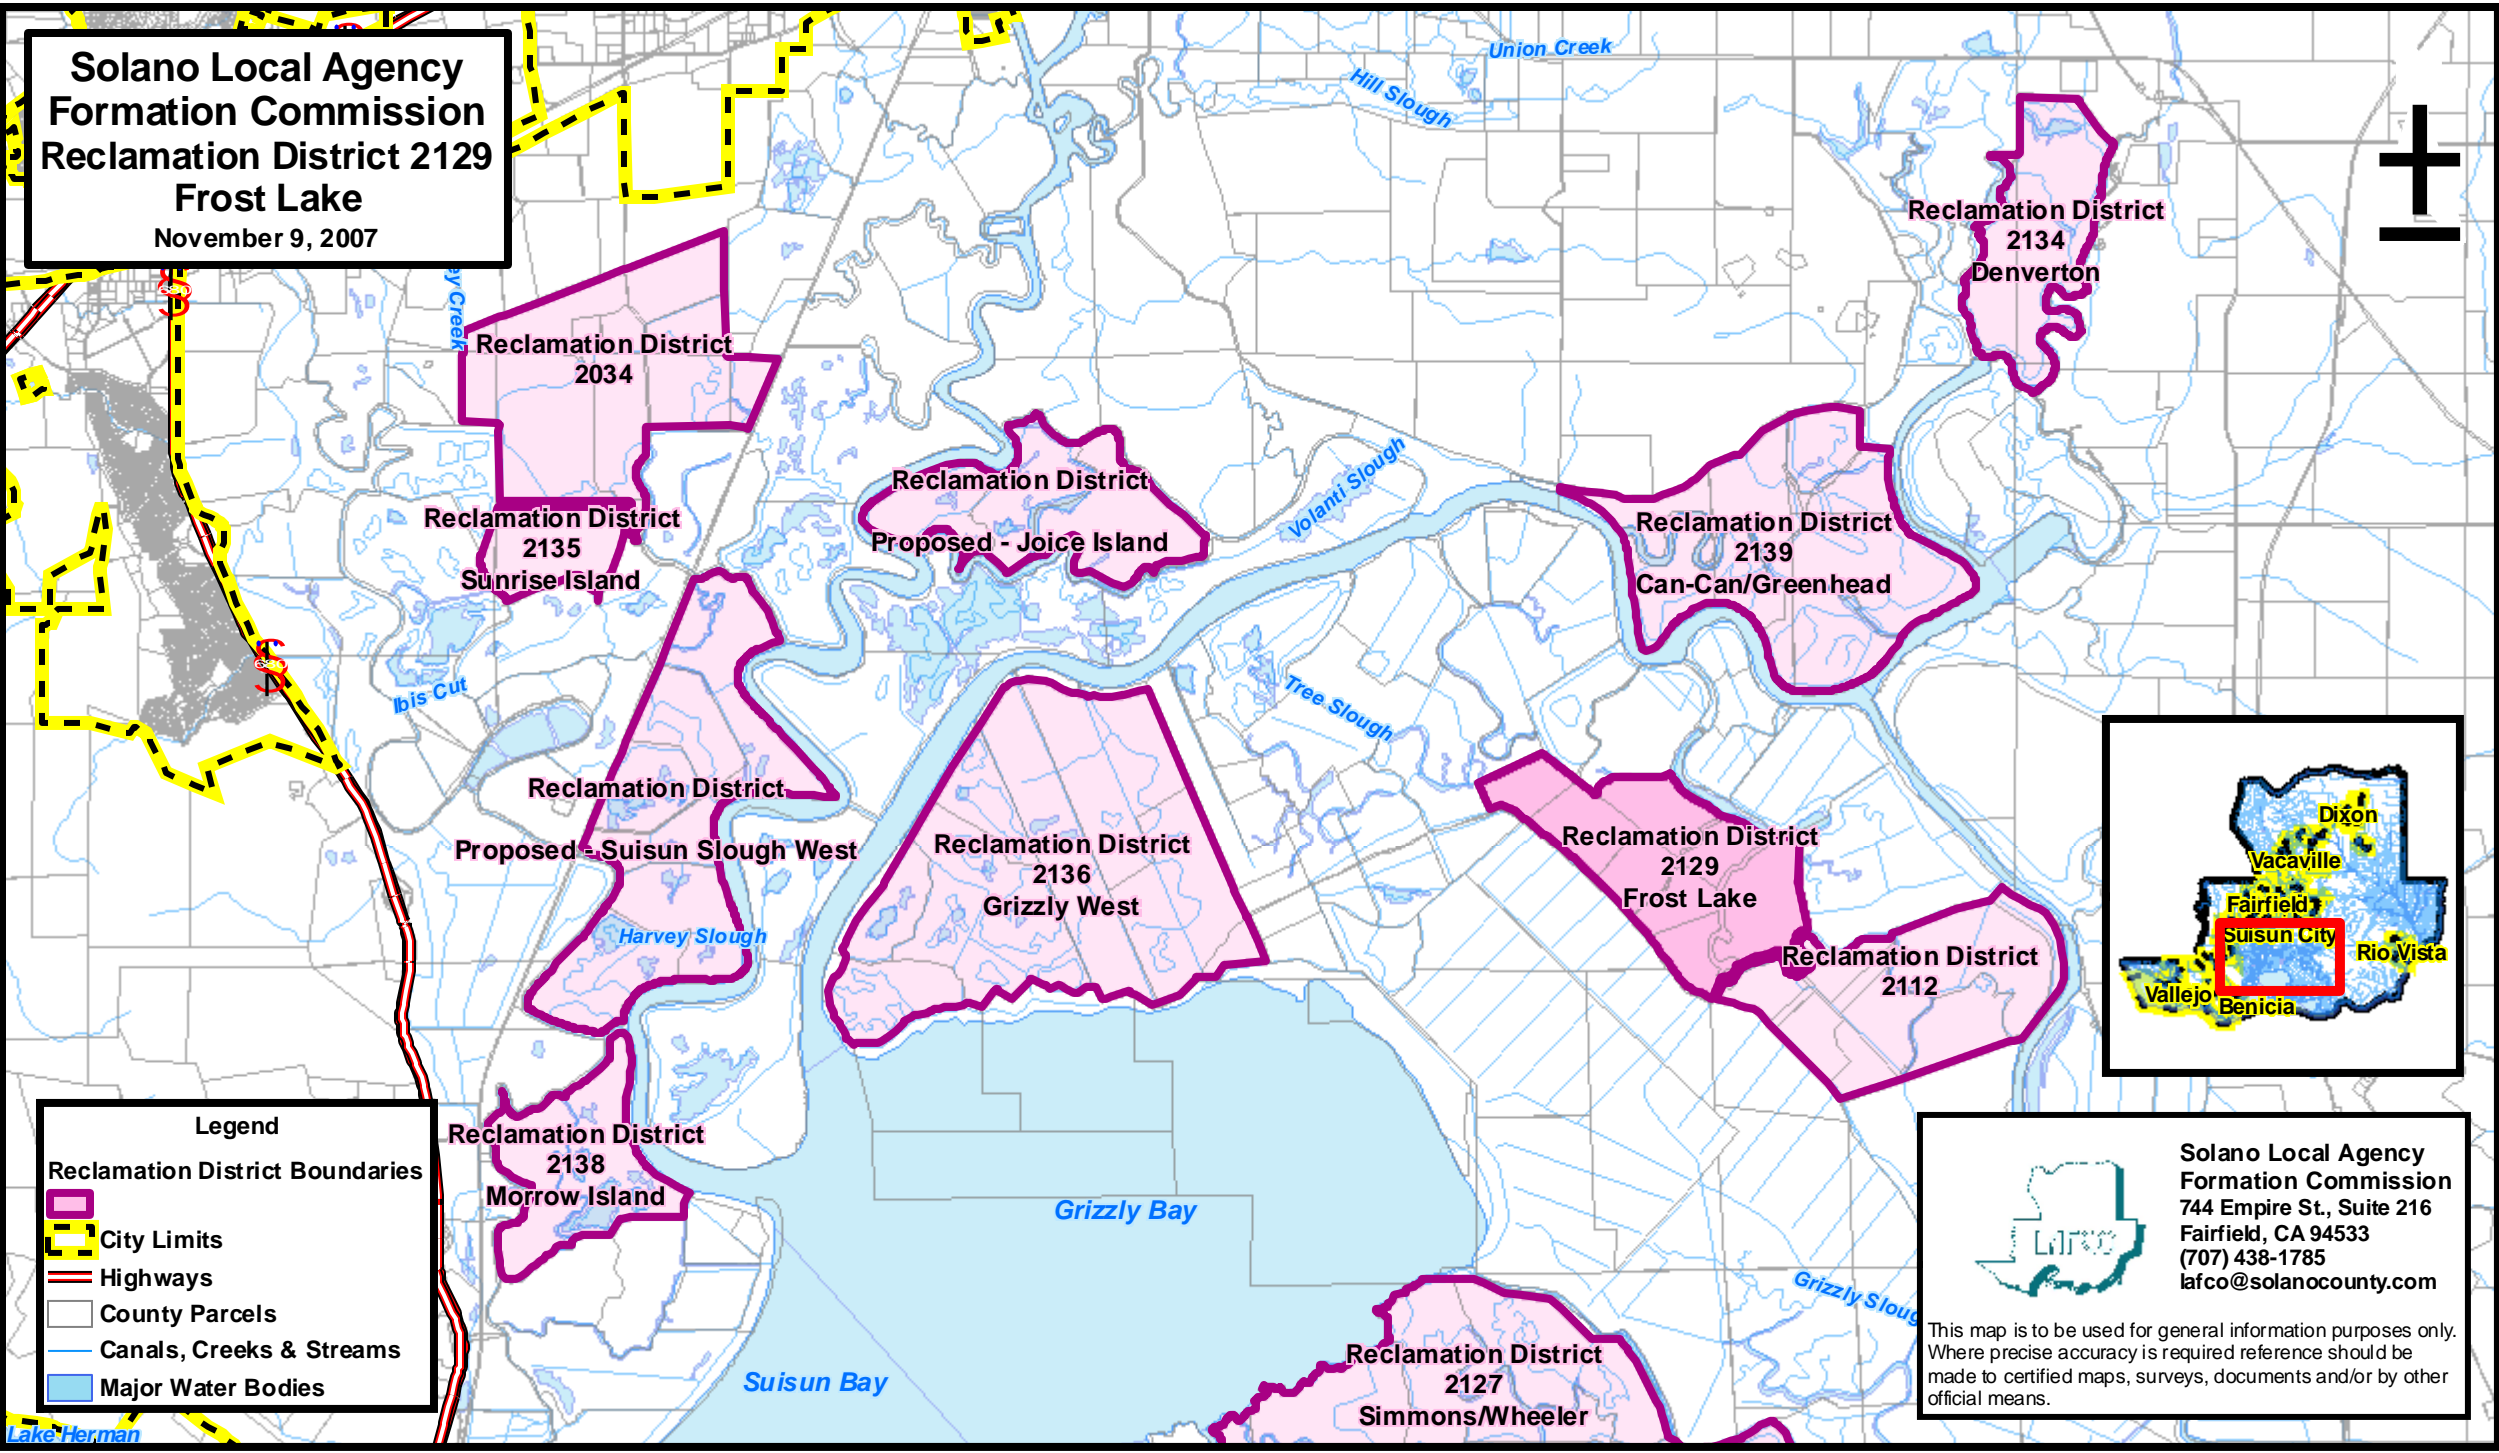 Solano Local Agency
Formation Commission
Reclamation District 2129
Frost Lake
November 9, 2007
Union Creek
Hill Slough
Reclamation District
2134
Denverton
Reclamation District
2034
Reclamation District
Proposed - Joice Island
Volanti Slough
Reclamation District
2135
Sunrise Island
Reclamation District
2139
Can-Can/Greenhead
Ibis Cut
Tree Slough
Reclamation District
Proposed - Suisun Slough West
Harvey Slough
Reclamation District
2136
Grizzly West
Reclamation District
2129
Frost Lake
Reclamation District
2112
Reclamation District
2138
Morrow Island
Grizzly Bay
Suisun Bay
Reclamation District
2127
Simmons/Wheeler
Lake Herman
Dixon
Vacaville
Fairfield
Suisun City
Rio Vista
Vallejo
Benicia
Legend
Reclamation District Boundaries
City Limits
Highways
County Parcels
Canals, Creeks & Streams
Major Water Bodies
LAFCO
Solano Local Agency
Formation Commission
744 Empire St., Suite 216
Fairfield, CA 94533
(707) 438-1785
lafco@solanocounty.com
Grizzly
This map is to be used for general information purposes only.
Where precise accuracy is required reference should be
made to certified maps, surveys, documents and/or by other
official means.